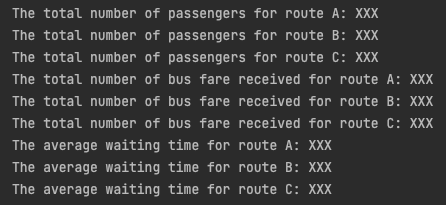 The total number of passengers for route A: XXX
The total number of passengers for route B: XXX
The total number of passengers for route C: XXX
The total number of bus fare received for route A: XXX
The total number of bus fare received for route B: XXX
The total number of bus fare received for route C: XXX
The average waiting time for route A: XXX
The average waiting time for route B: XXX
The average waiting time for route C: XXX